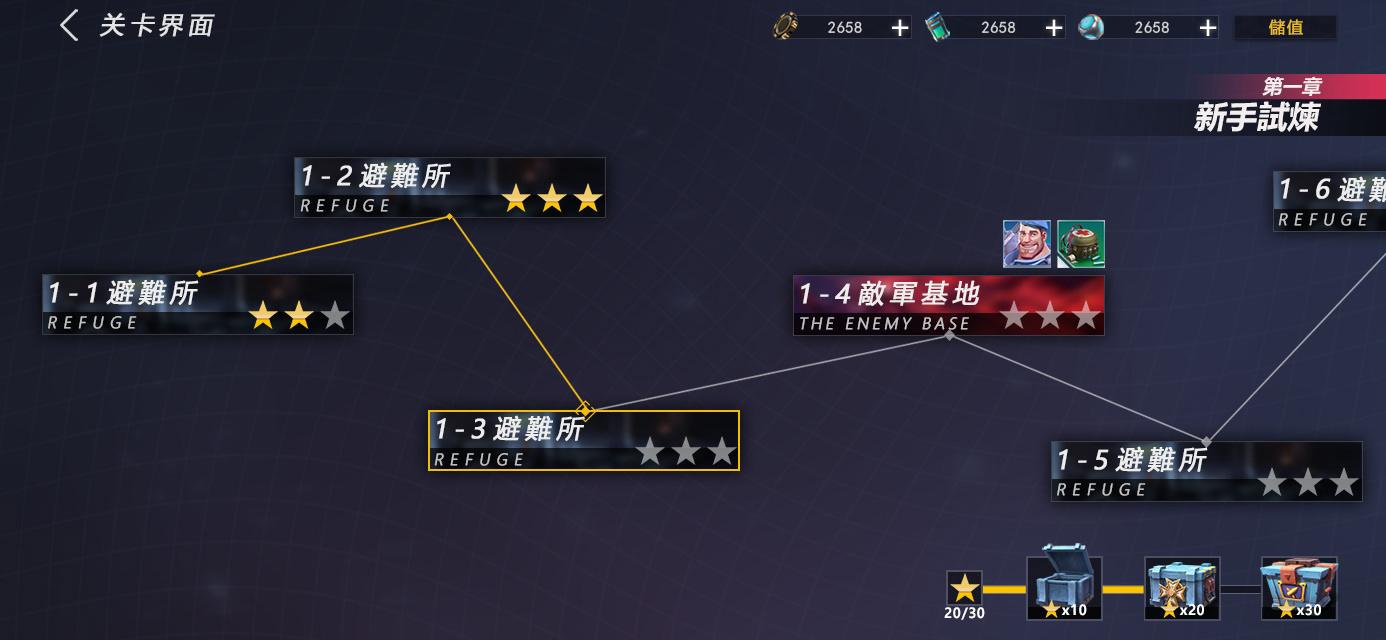 关卡界面
2658
2658
2658
儲值
第一章
新手試煉
1-2避難所
REFUGE
1-6避難
REFUGE
1-1避難所
REFUGE
1-4敵軍基地
THE ENEMY BASE
1-3避難所
REFUGE
1-5避難所
REFUGE
20/30
x10
x20
x30